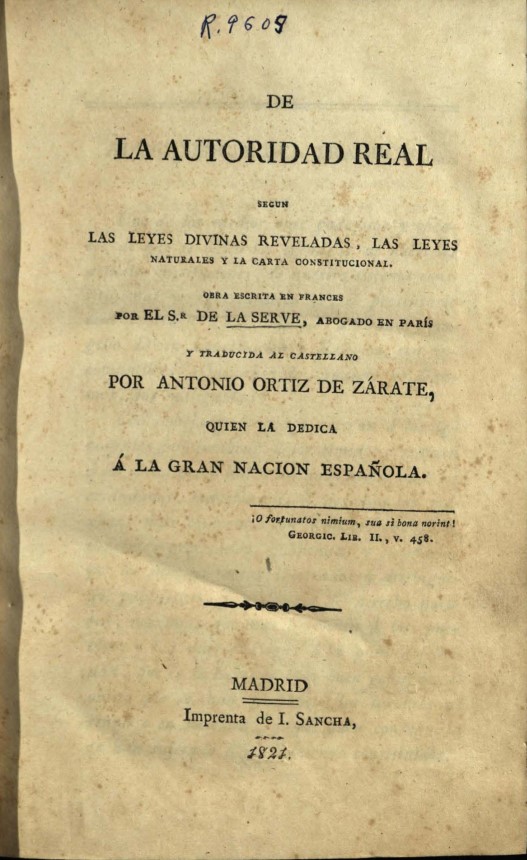 R.9609
DE
LA AUTORIDAD REAL
SEGUN
LAS LEYES DIVINAS REVELADAS, LAS LEYES
NATURALES Y LA CARTA CONSTITUCIONAL.
OBRA ESCRITA EN FRANCES
POR EL S.R DE LA SERVE, ABOGADO EN PARÍS
Y TRADUCIDA AL CASTELLANO
POR ANTONIO ORTIZ DE ZÁRATE,
QUIEN LA DEDICA
Á LA GRAN NACION ESPAÑOLA.
¡O fortunatos nimium, sua si bona norint!
GEORGIC. LIB. II., V. 458.
MADRID
Imprenta de I. SANCHA,
1821.